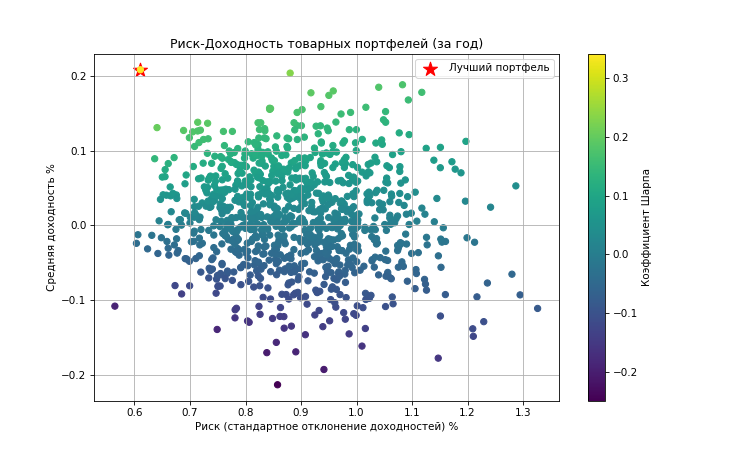 Риск-Доходность товарных портфелей (за год)
Лучший портфель
Средняя доходность %
0.2
0.1
0.0
−0.1
−0.2
0.6 0.7 0.8 0.9 1.0 1.1 1.2 1.3
Риск (стандартное отклонение доходностей) %
0.3
0.2
0.1
0.0
−0.1
−0.2
Коэффициент Шарпа